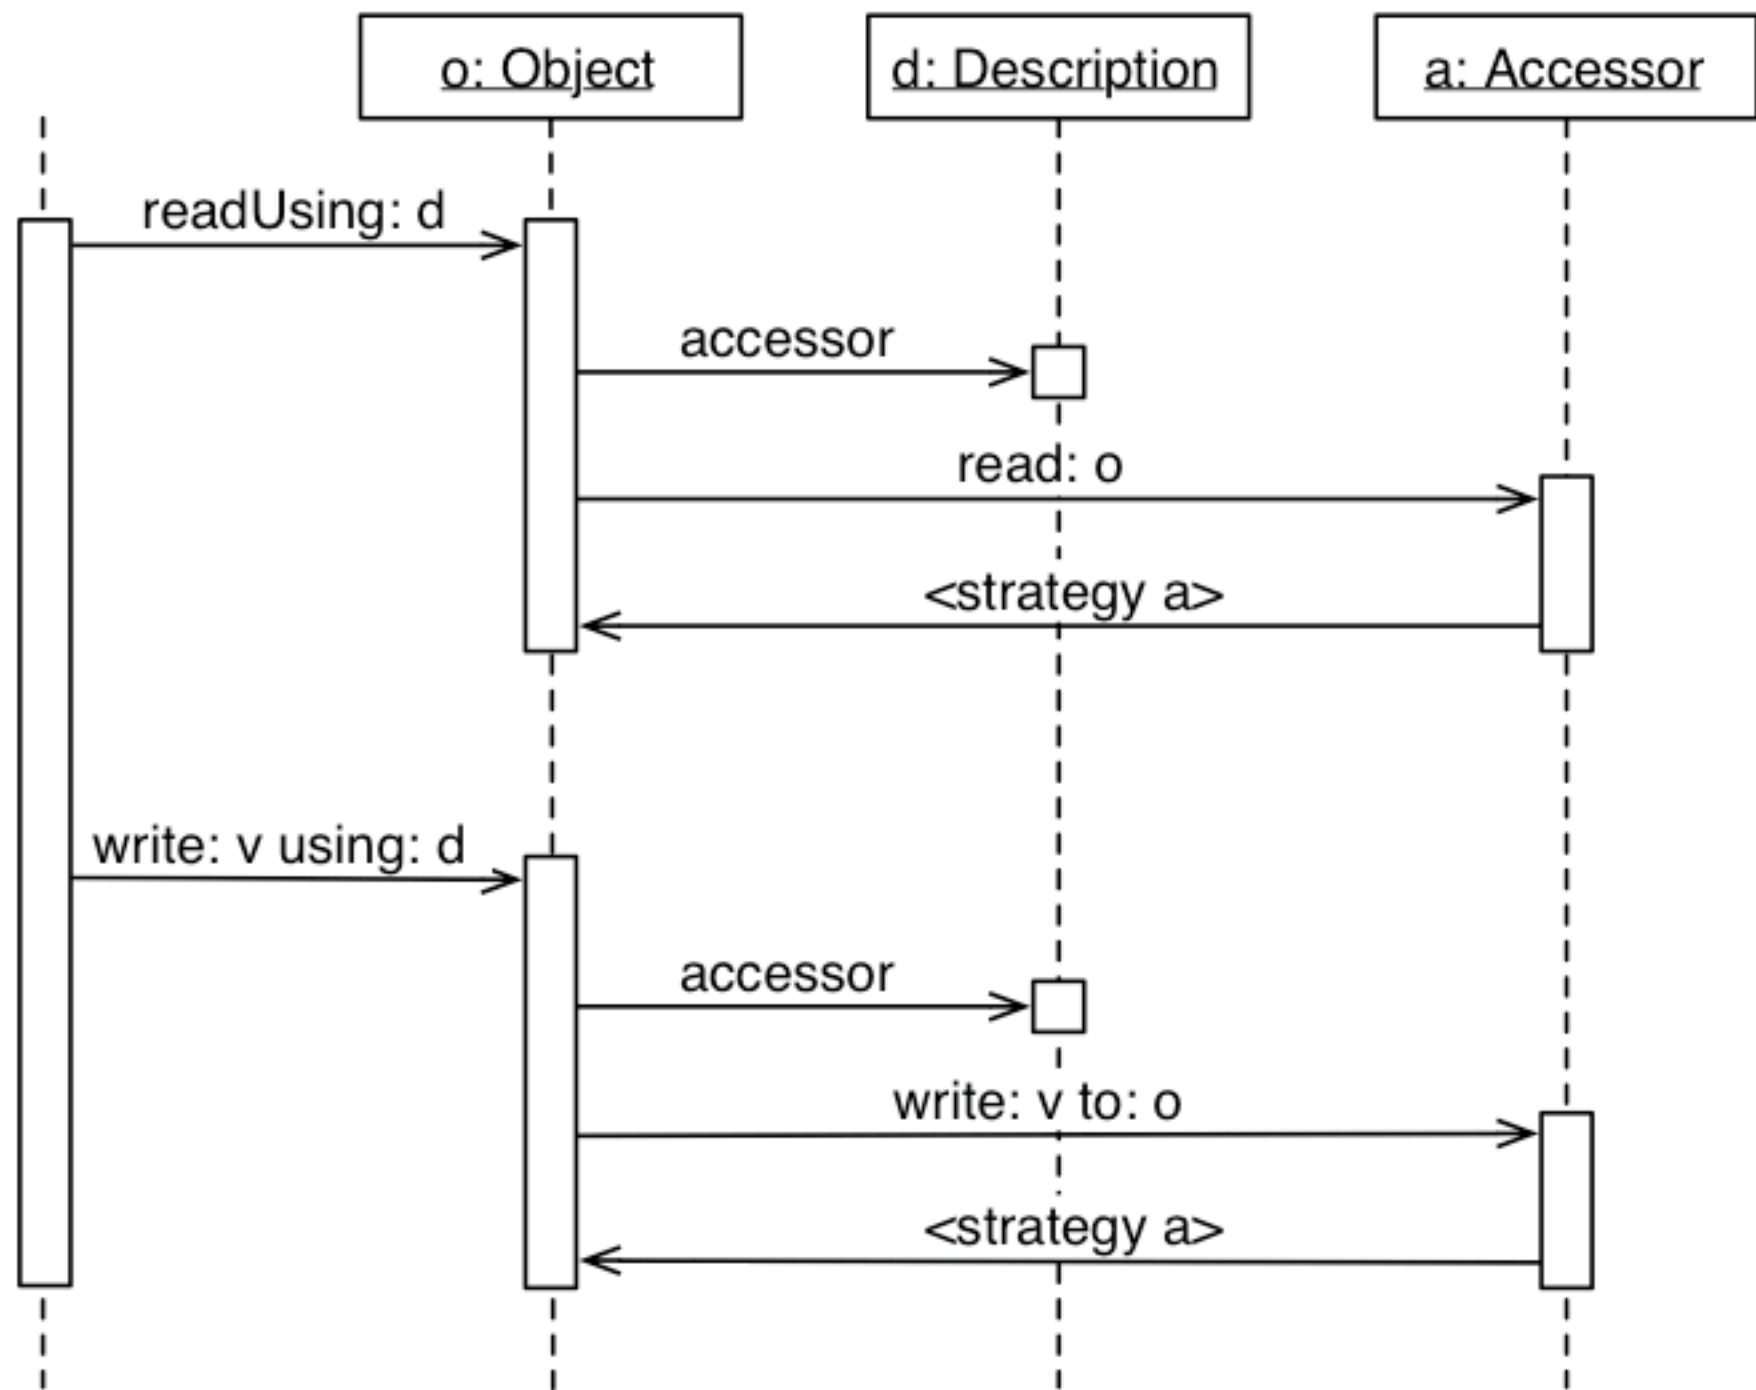 o: Object
d: Description
a: Accessor
readUsing: d
accessor
read: o
<strategy a>
write: v using: d
accessor
write: v to: o
<strategy a>